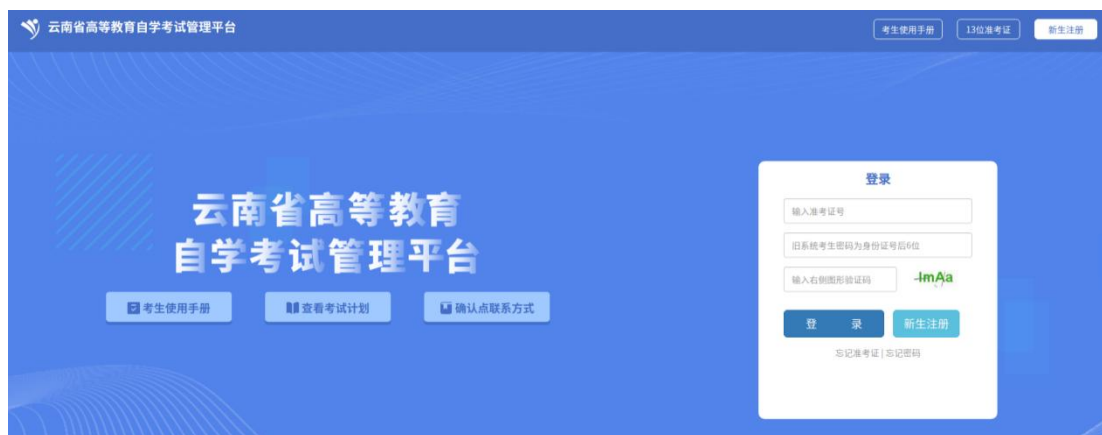 云南省高等教育自学考试管理平台
考生使用手册
13位准考证
新生注册
云南省高等教育
自学考试管理平台
考生使用手册
查看考试计划
确认点联系方式
登录
输入准考证号
旧系统考生密码为身份证号后6位
输入右侧图形验证码
ImAa
登 录
新生注册
忘记准考证 | 忘记密码